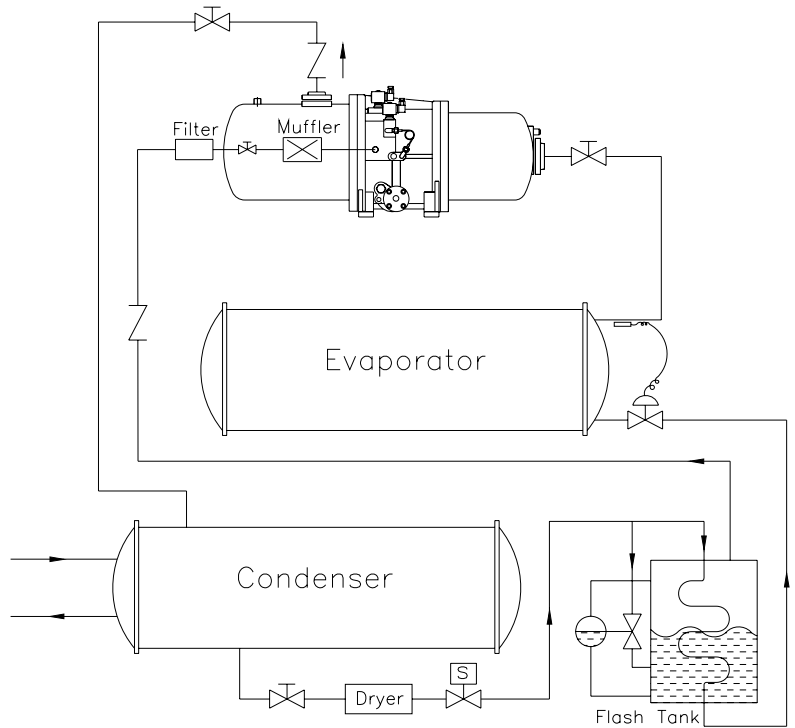 Filter
Muffler
Evaporator
Condenser
S
Dryer
Flash Tank